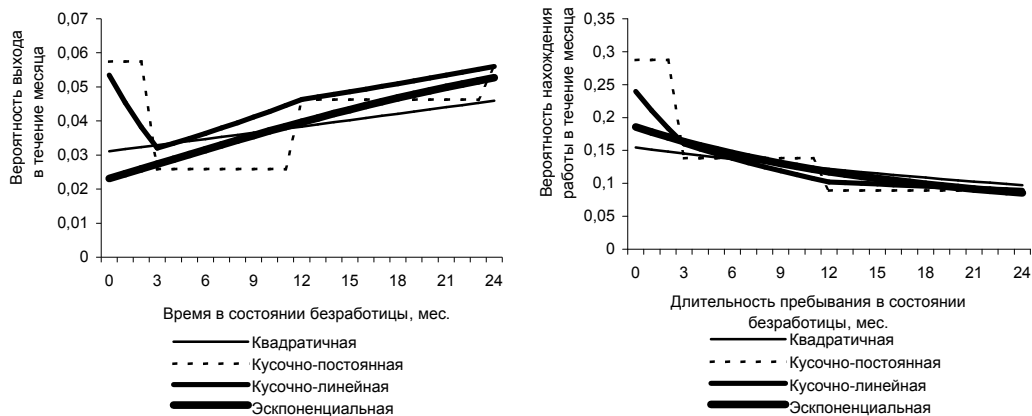 Вероятность выхода
в течение месяца
0,07
0,06
0,05
0,04
0,03
0,02
0,01
0
0 3 6 9 12 15 18 21 24
Время в состоянии безработицы, мес.
Квадратичная
Кусочно-постоянная
Кусочно-линейная
Эскпоненциальная
Вероятность нахождения
работы в течение месяца
0,35
0,3
0,25
0,2
0,15
0,1
0,05
0
0 3 6 9 12 15 18 21 24
Длительность пребывания в состоянии
безработицы, мес.
Квадратичная
Кусочно-постоянная
Кусочно-линейная
Эскпоненциальная